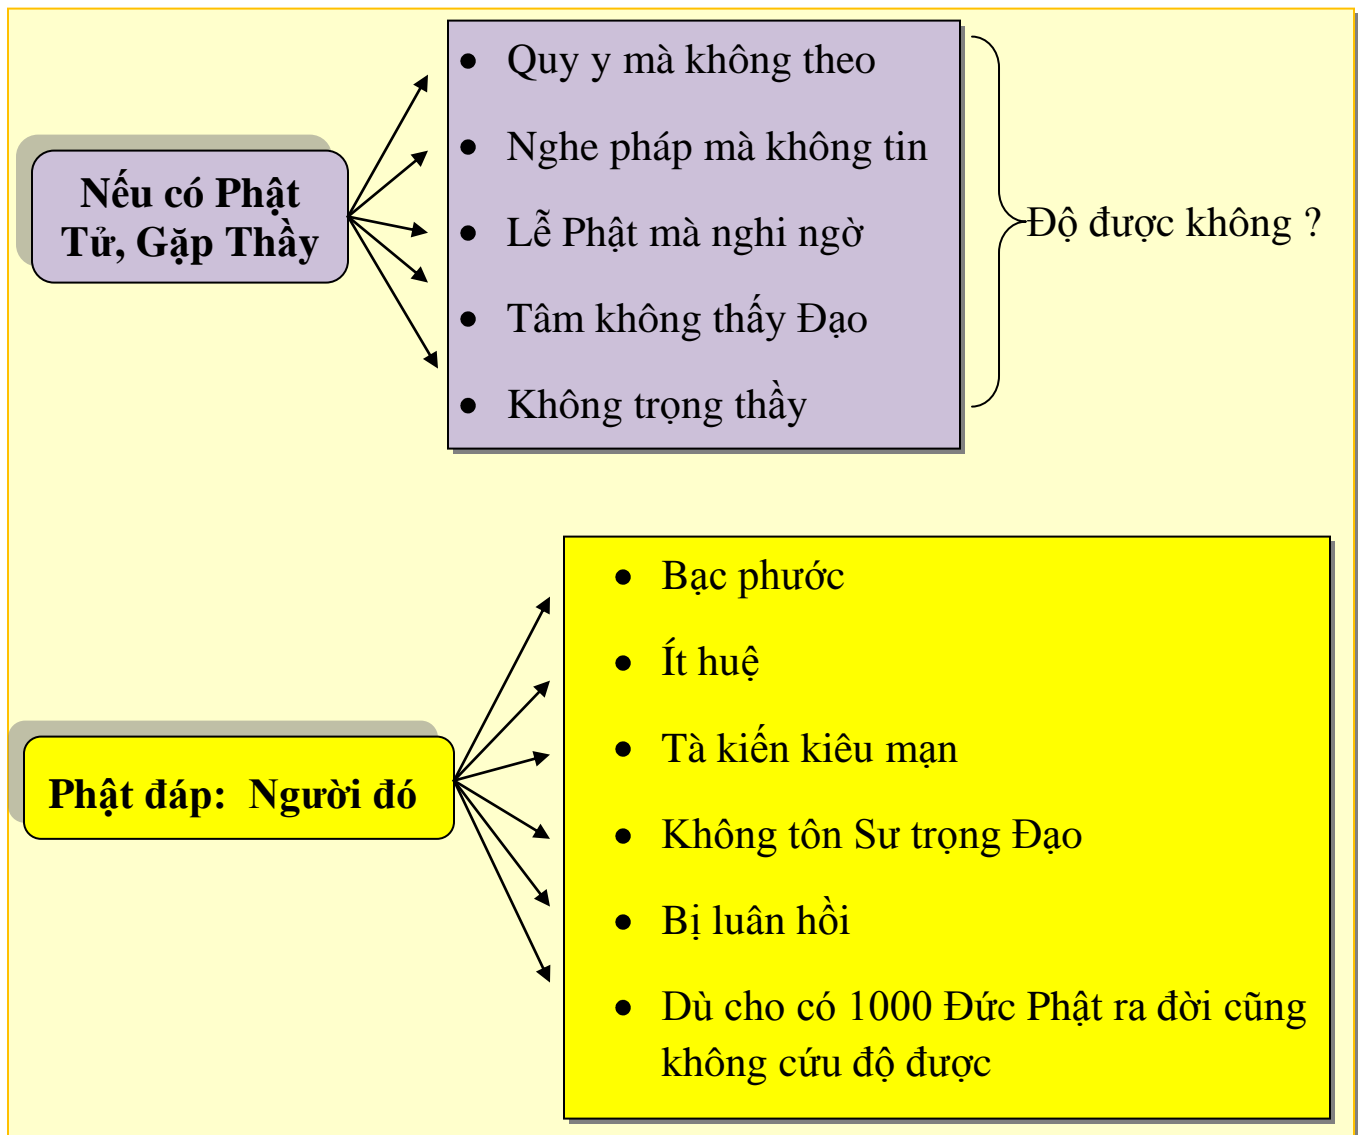 Nếu có Phật
Tử, Gặp Thầy
• Quy y mà không theo
• Nghe pháp mà không tin
• Lễ Phật mà nghi ngờ
• Tâm không thấy Đạo
• Không trọng thầy
Độ được không ?
Phật đáp: Người đó
• Bạc phước
• Ít huệ
• Tà kiến kiêu mạn
• Không tôn Sư trọng Đạo
• Bị luân hồi
• Dù cho có 1000 Đức Phật ra đời cũng
không cứu độ được